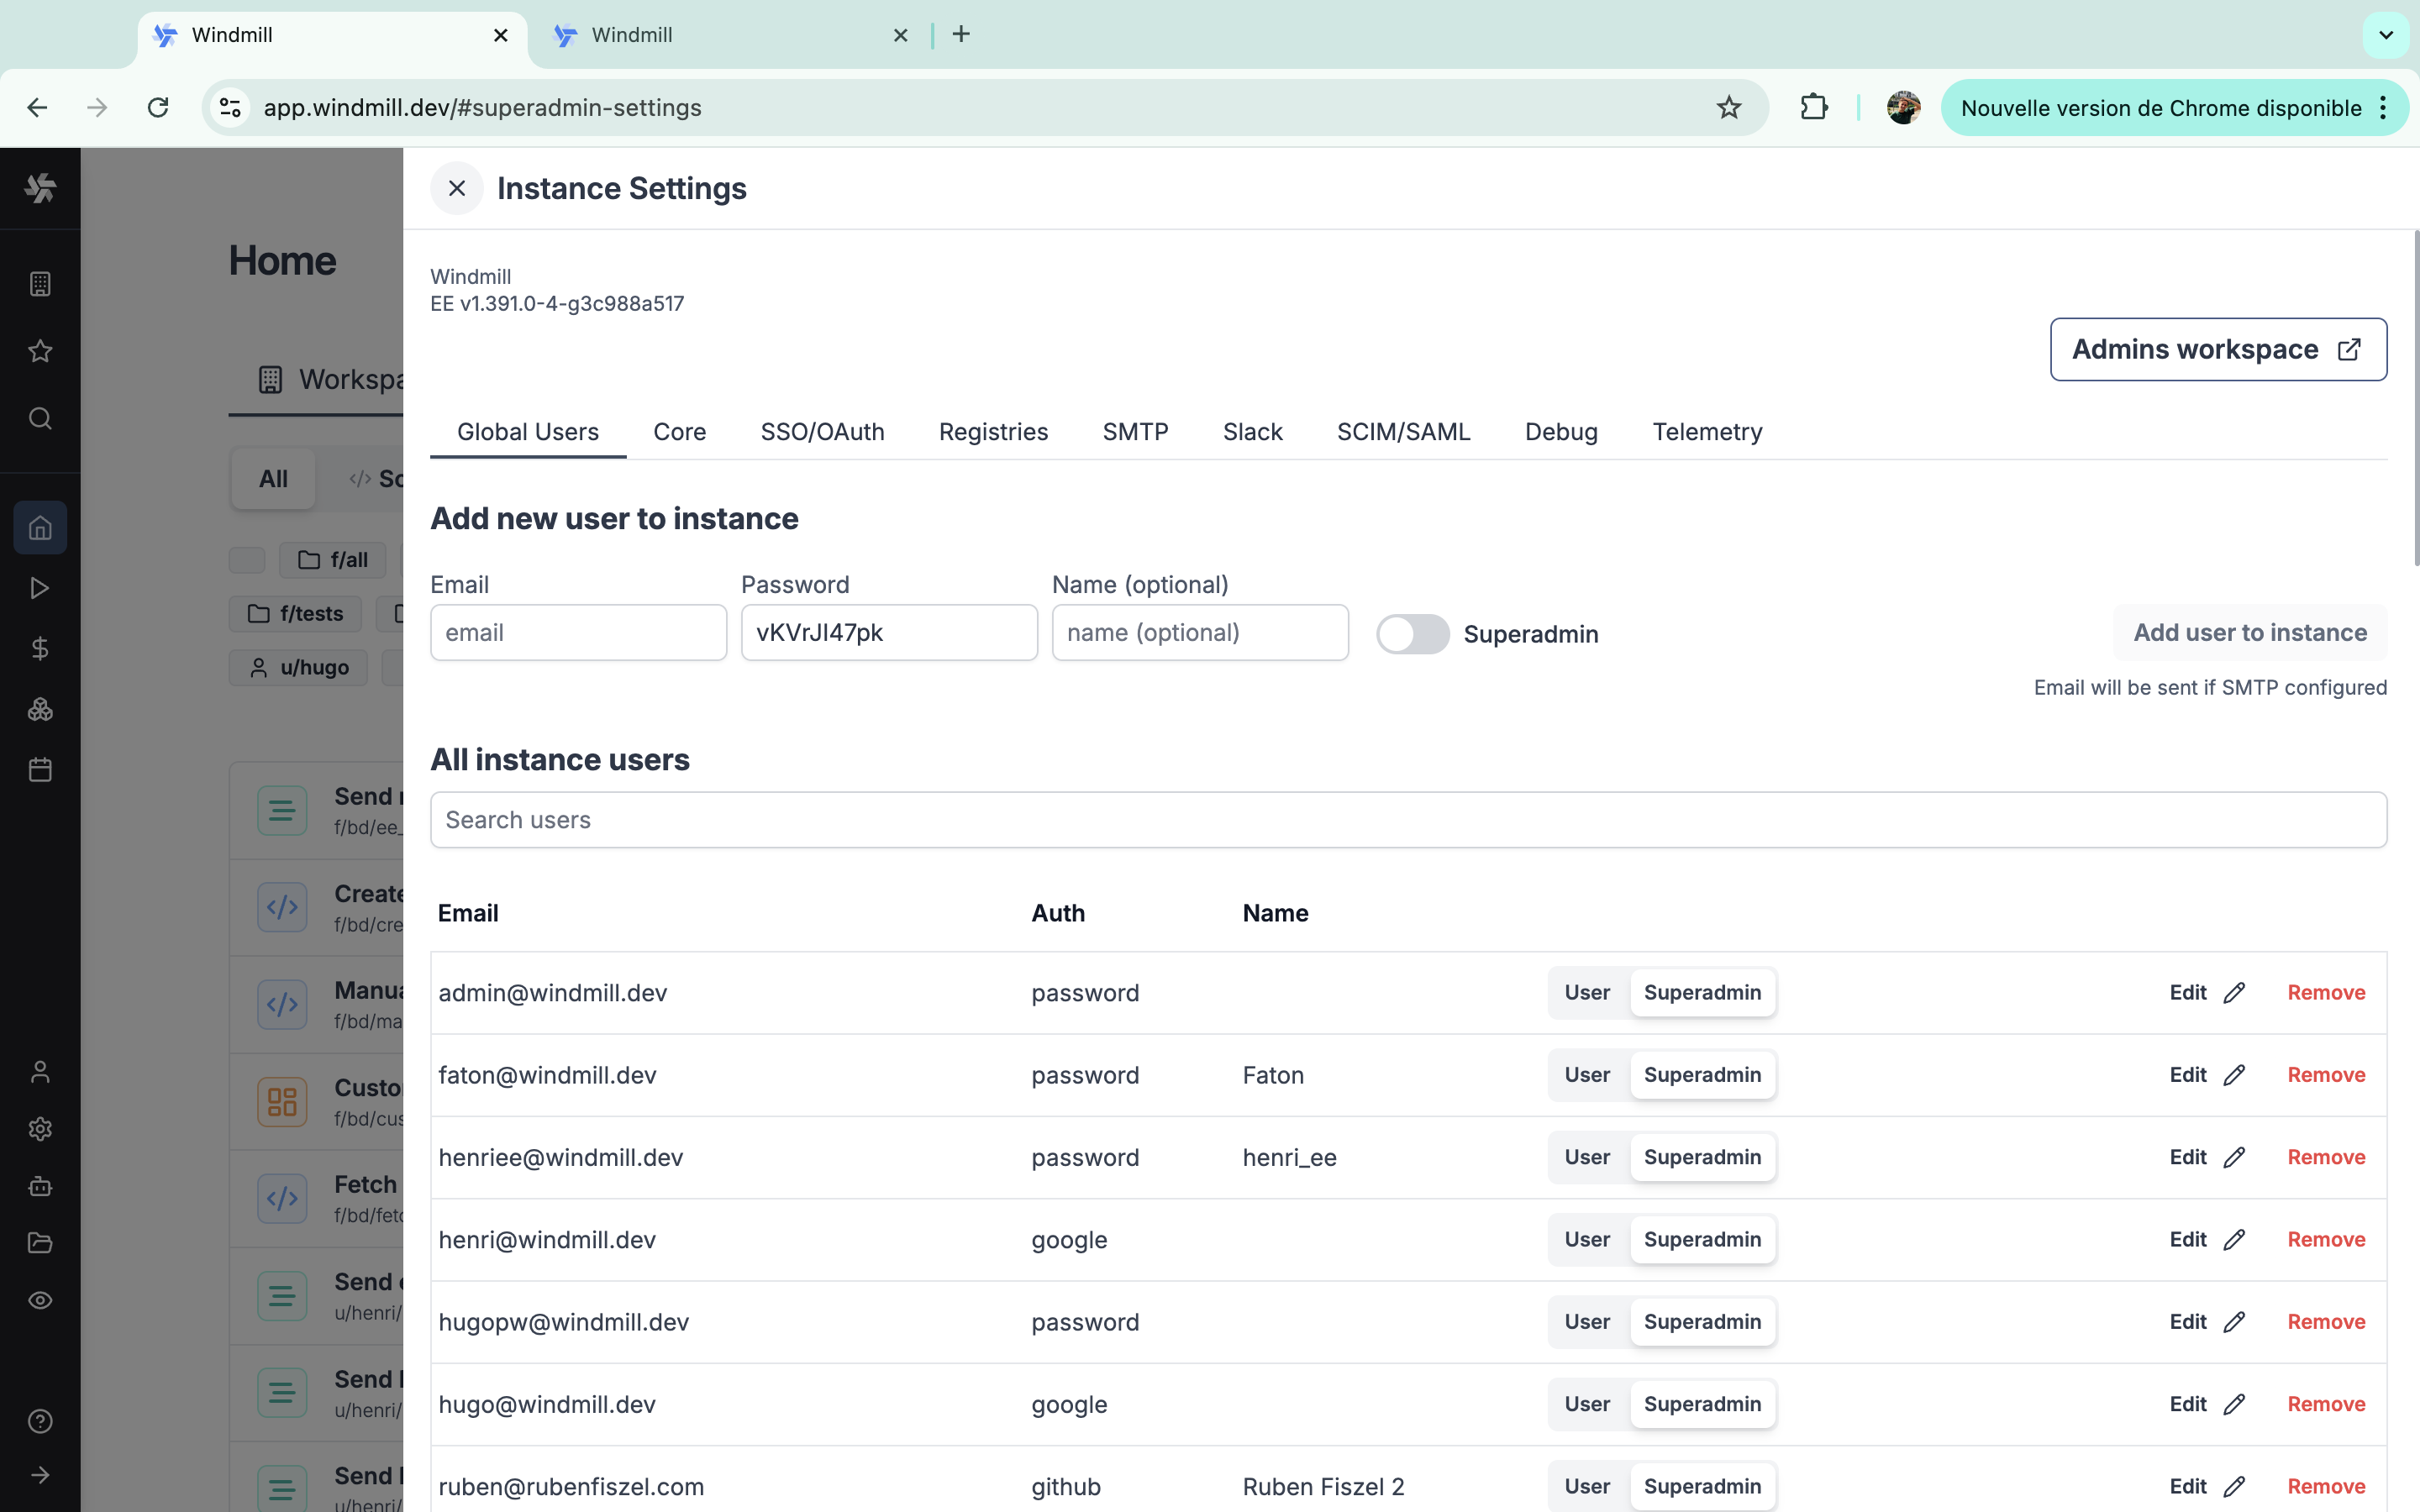 Windmill
Windmill
app.windmill.dev/#superadmin-settings
Nouvelle version de Chrome disponible
Instance Settings
Home
Windmill
EE v1.391.0-4-g3c988a517
Admins workspace
Workspa
Global Users Core SSO/OAuth Registries SMTP Slack SCIM/SAML Debug Telemetry
All Sc
Add new user to instance
f/all
Email Password Name (optional)
f/tests
email vKVrJl47pk name (optional) Superadmin Add user to instance
u/hugo
Email will be sent if SMTP configured
All instance users
Search users
Send
f/bd/ee_
Create
f/bd/cre
Manua
f/bd/ma
Custo
f/bd/cus
Fetch
f/bd/fetc
Send
u/henri/
Send
u/henri/
Send
u/henri/
Email Auth Name
admin@windmill.dev password User Superadmin Edit Remove
faton@windmill.dev password Faton User Superadmin Edit Remove
henriee@windmill.dev password henri_ee User Superadmin Edit Remove
henri@windmill.dev google User Superadmin Edit Remove
hugopw@windmill.dev password User Superadmin Edit Remove
hugo@windmill.dev google User Superadmin Edit Remove
ruben@rubenfiszel.com github Ruben Fiszel 2 User Superadmin Edit Remove